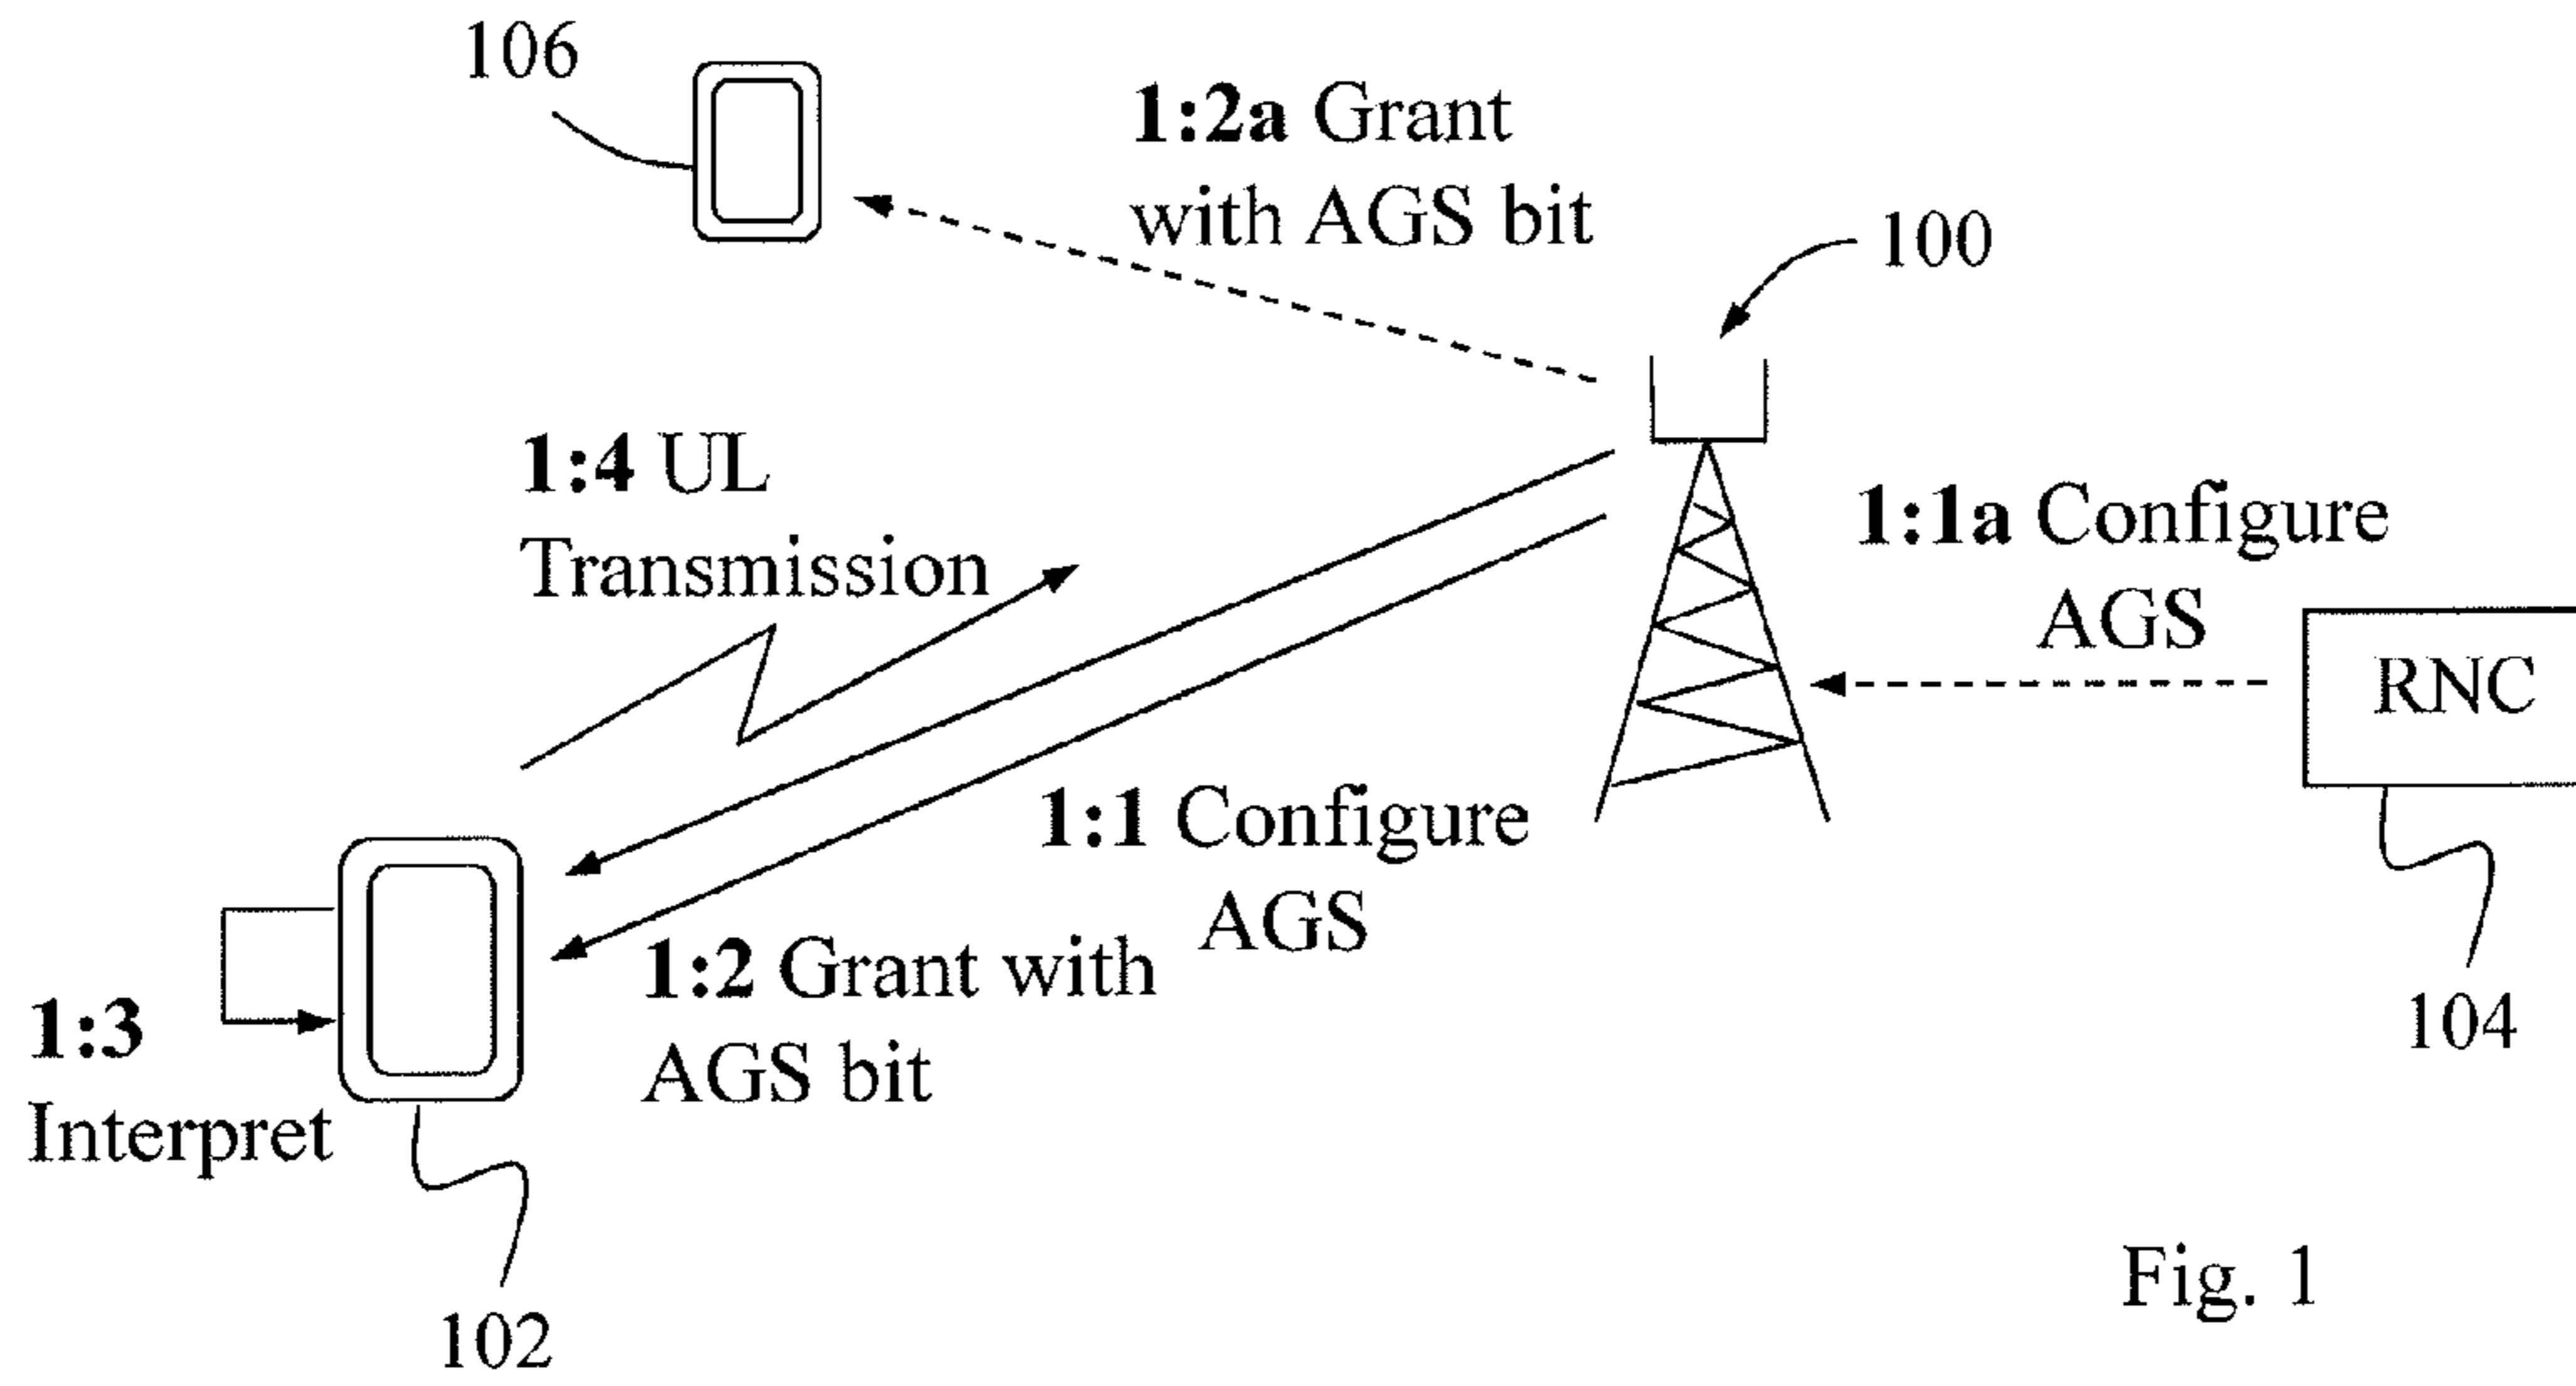 106
1:2a Grant
with AGS bit
100
1:4 UL
Transmission
1:1a Configure
AGS
RNC
1:1 Configure
AGS
1:2 Grant with
AGS bit
1:3
Interpret
104
102
Fig. 1